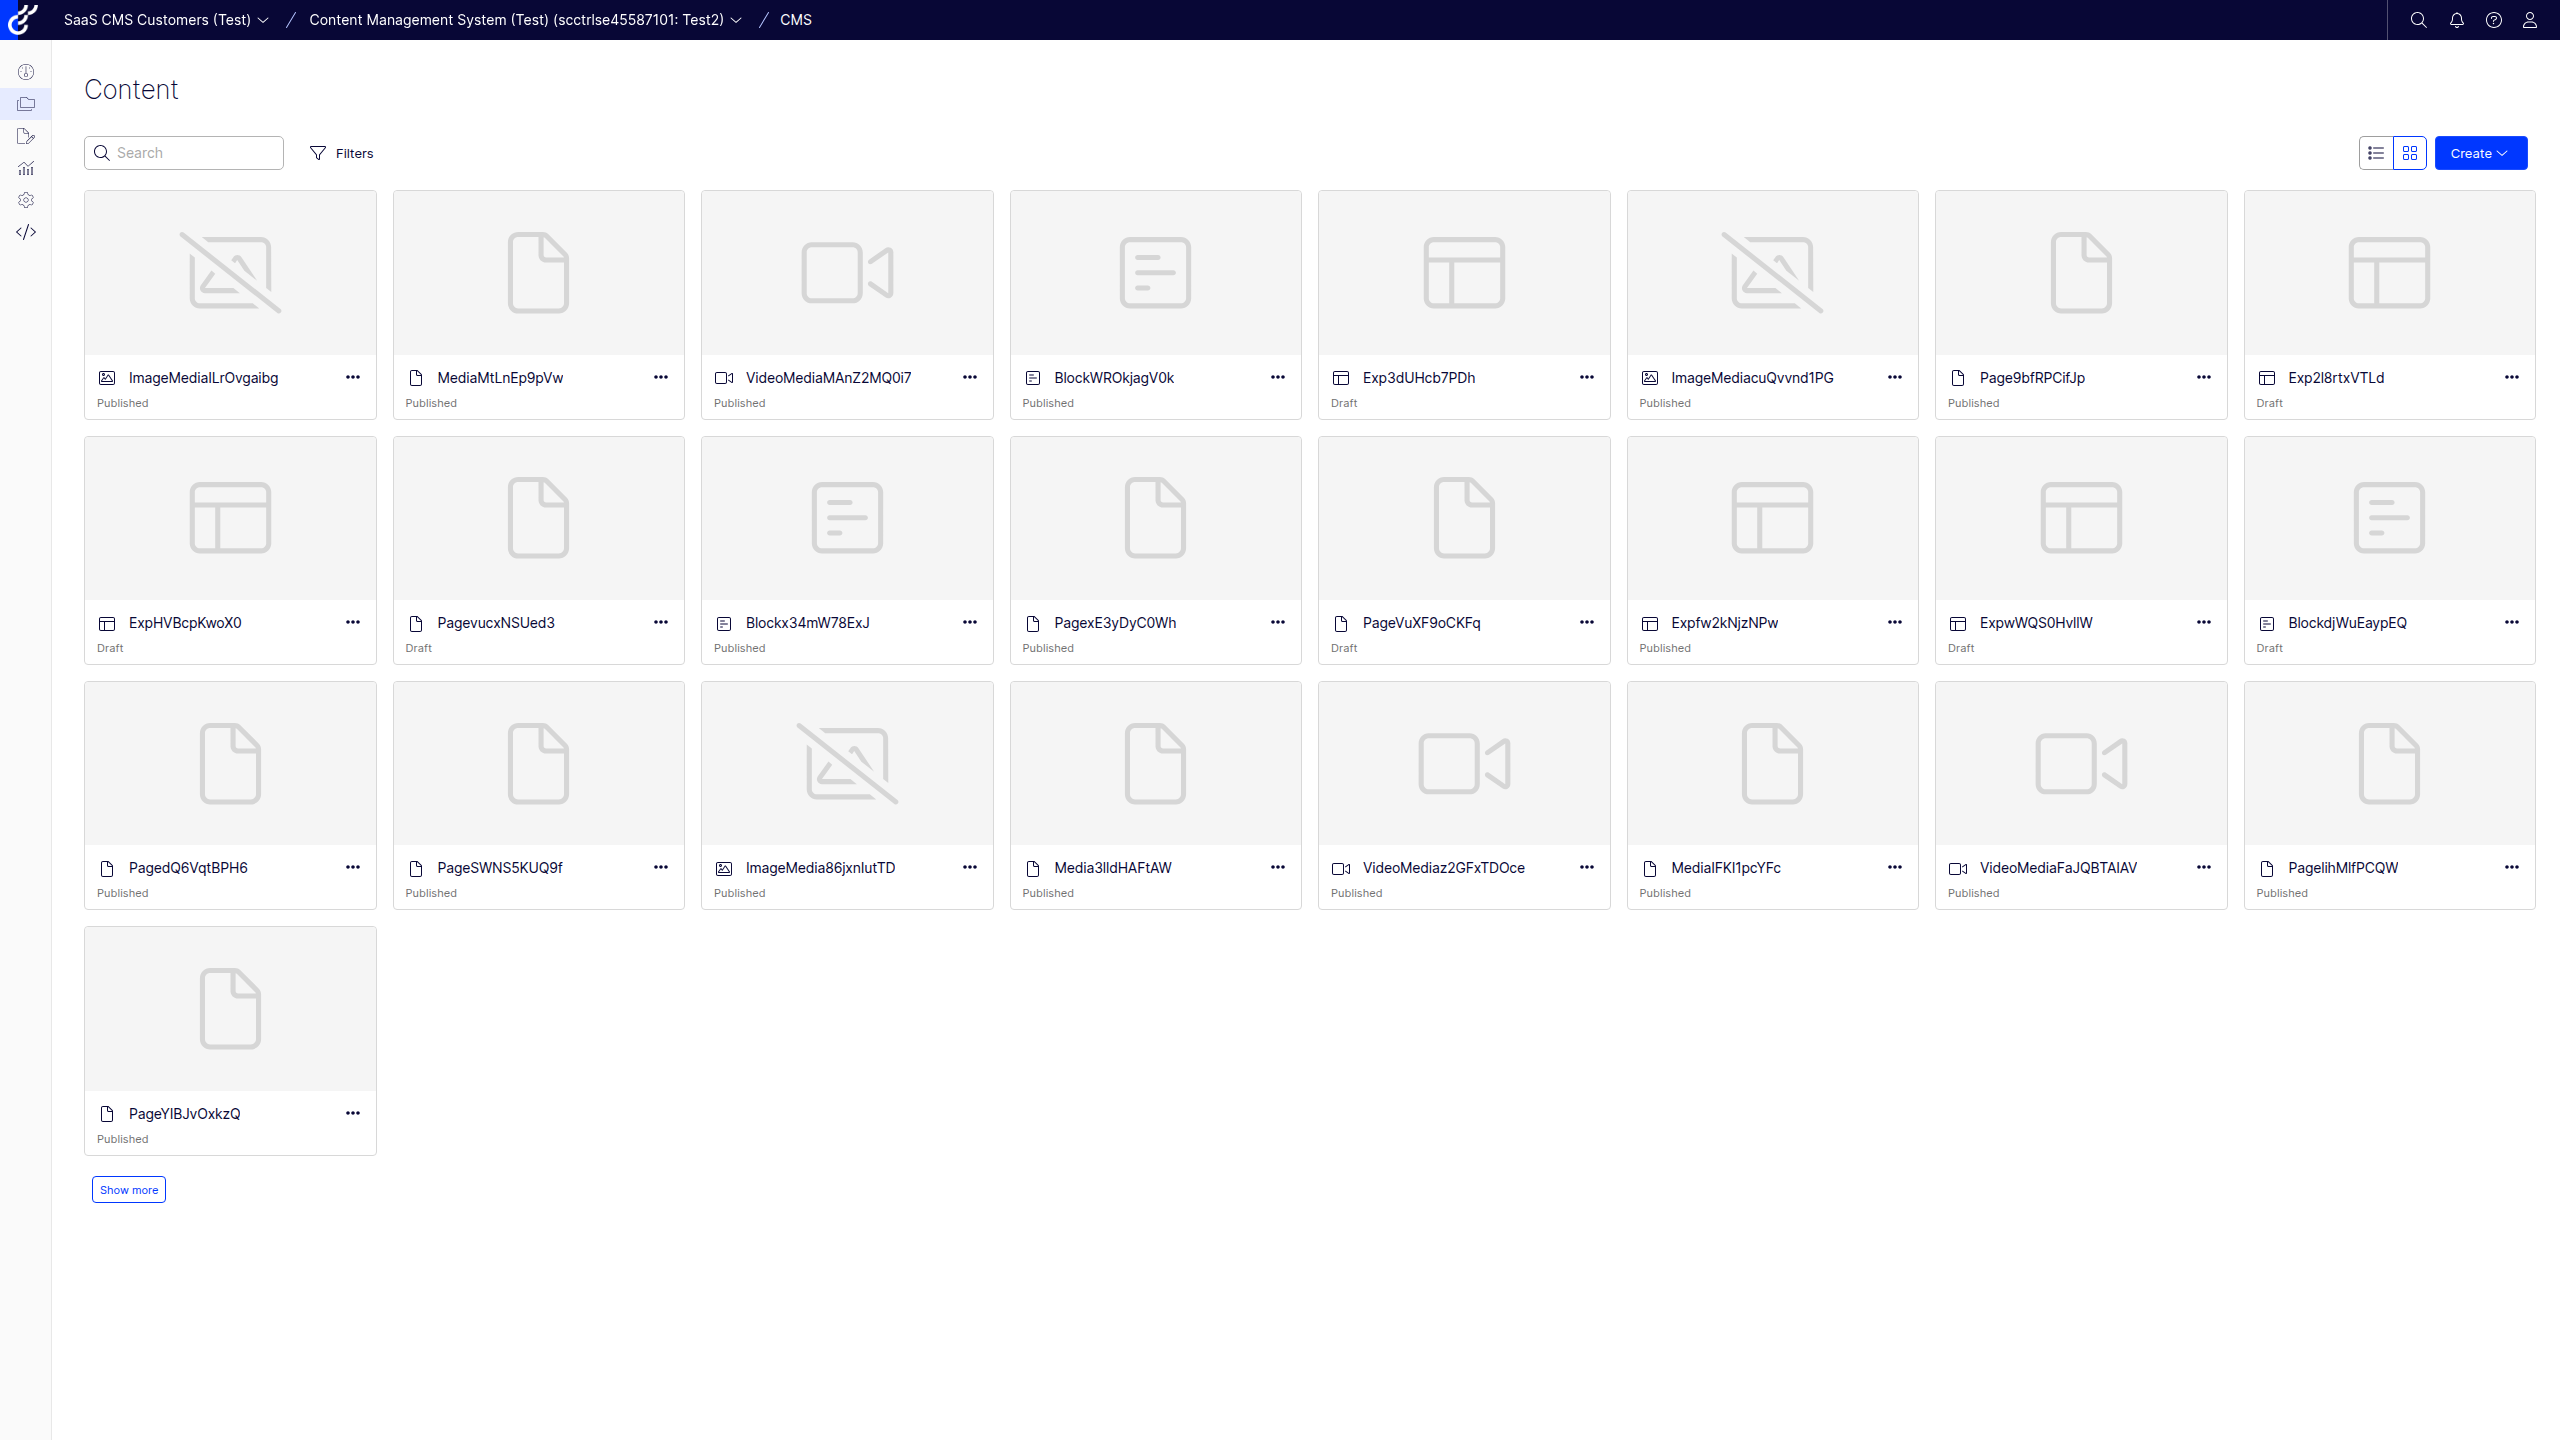 SaaS CMS Customers (Test) / Content Management System (Test) (scctrlse45587101: Test2) / CMS
Content
Search Filters Create
ImageMediaILrOvgaibg MediaMtLnEp9pVw VideoMediaMAnZ2MQ0i7 BlockWROkjagV0k Exp3dUHcb7PDh ImageMediacuQvvnd1PG Page9bfRPCifJp Exp2I8rtxVTLd
Published Published Published Published Draft Published Published Draft
ExpHVBcpKwoX0 PagevucxNSUed3 Blockx34mW78ExJ PagexE3yDyC0Wh PageVuXF9oCKFq Expfw2kNjzNPw ExpwWQS0HvIlW BlockdjWuEaypEQ
Draft Draft Published Published Draft Published Draft Draft
PagedQ6VqtBPH6 PageSWNS5KUQ9f ImageMedia86jxnlutTD Media3lIdHAFtAW VideoMediaz2GFxTDOce MediaIFKI1pcYFc VideoMediaFaJQBTAIAV PagelihMlfPCQW
Published Published Published Published Published Published Published Published
PageYIBJvOxkzQ
Published
Show more